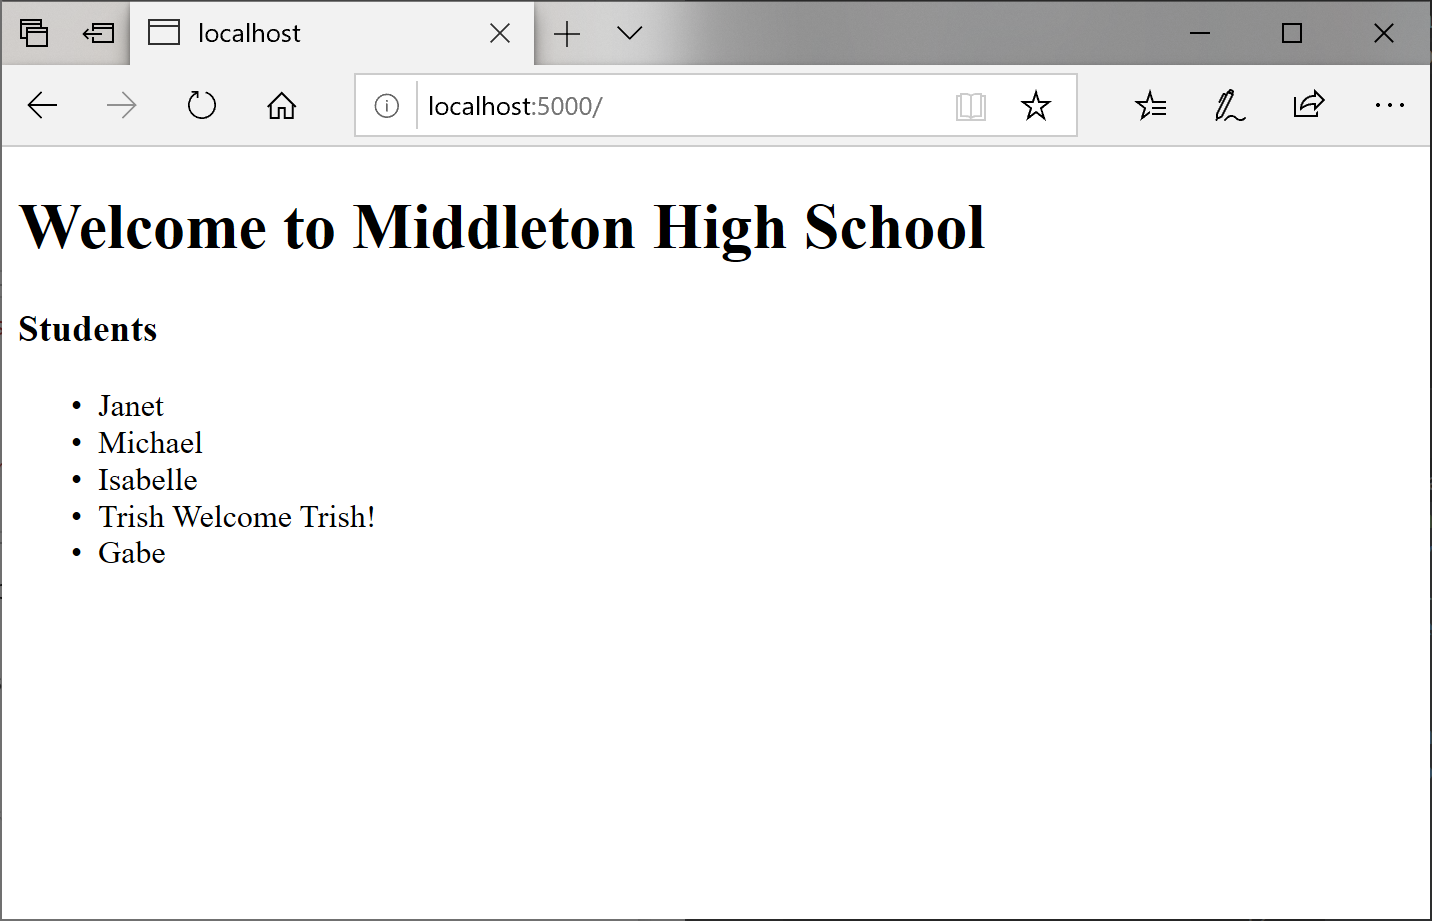 localhost
localhost:5000/
Welcome to Middleton High School
Students
• Janet
• Michael
• Isabelle
• Trish Welcome Trish!
• Gabe